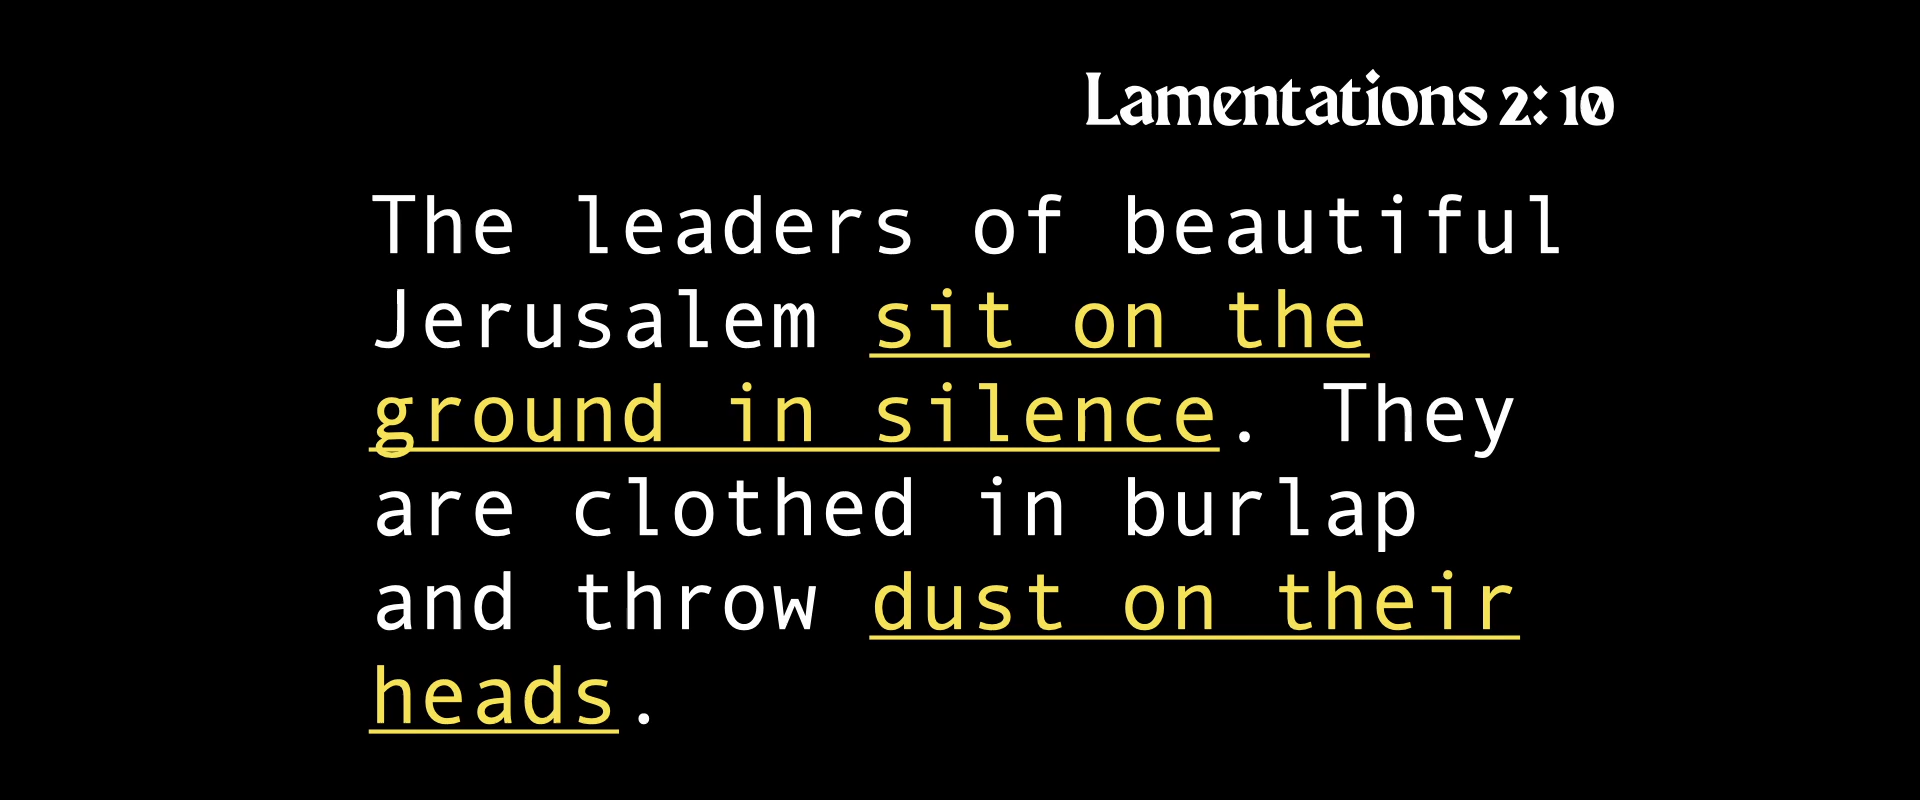 Lamentations 2:10
The leaders of beautiful
Jerusalem sit on the
ground in silence. They
are clothed in burlap
and throw dust on their
heads.